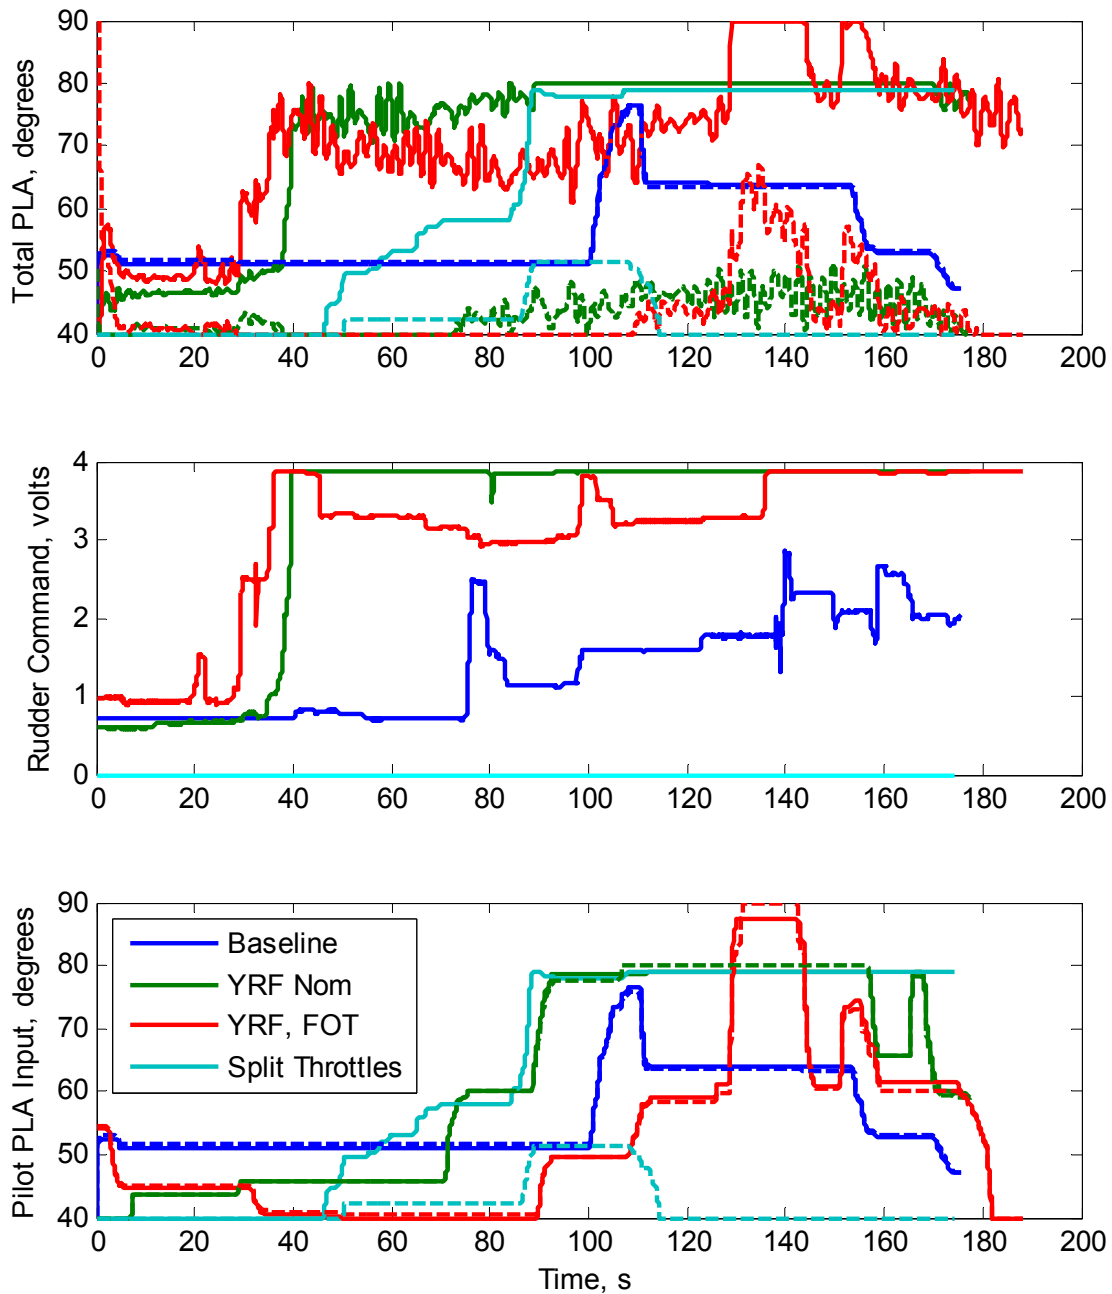 90
80
70
60
50
40
Total PLA, degrees
0 20 40 60 80 100 120 140 160 180 200
4
3
2
1
0
Rudder Command, volts
0 20 40 60 80 100 120 140 160 180 200
90
80
70
60
50
40
Pilot PLA Input, degrees
Baseline
YRF Nom
YRF, FOT
Split Throttles
0 20 40 60 80 100 120 140 160 180 200
Time, s